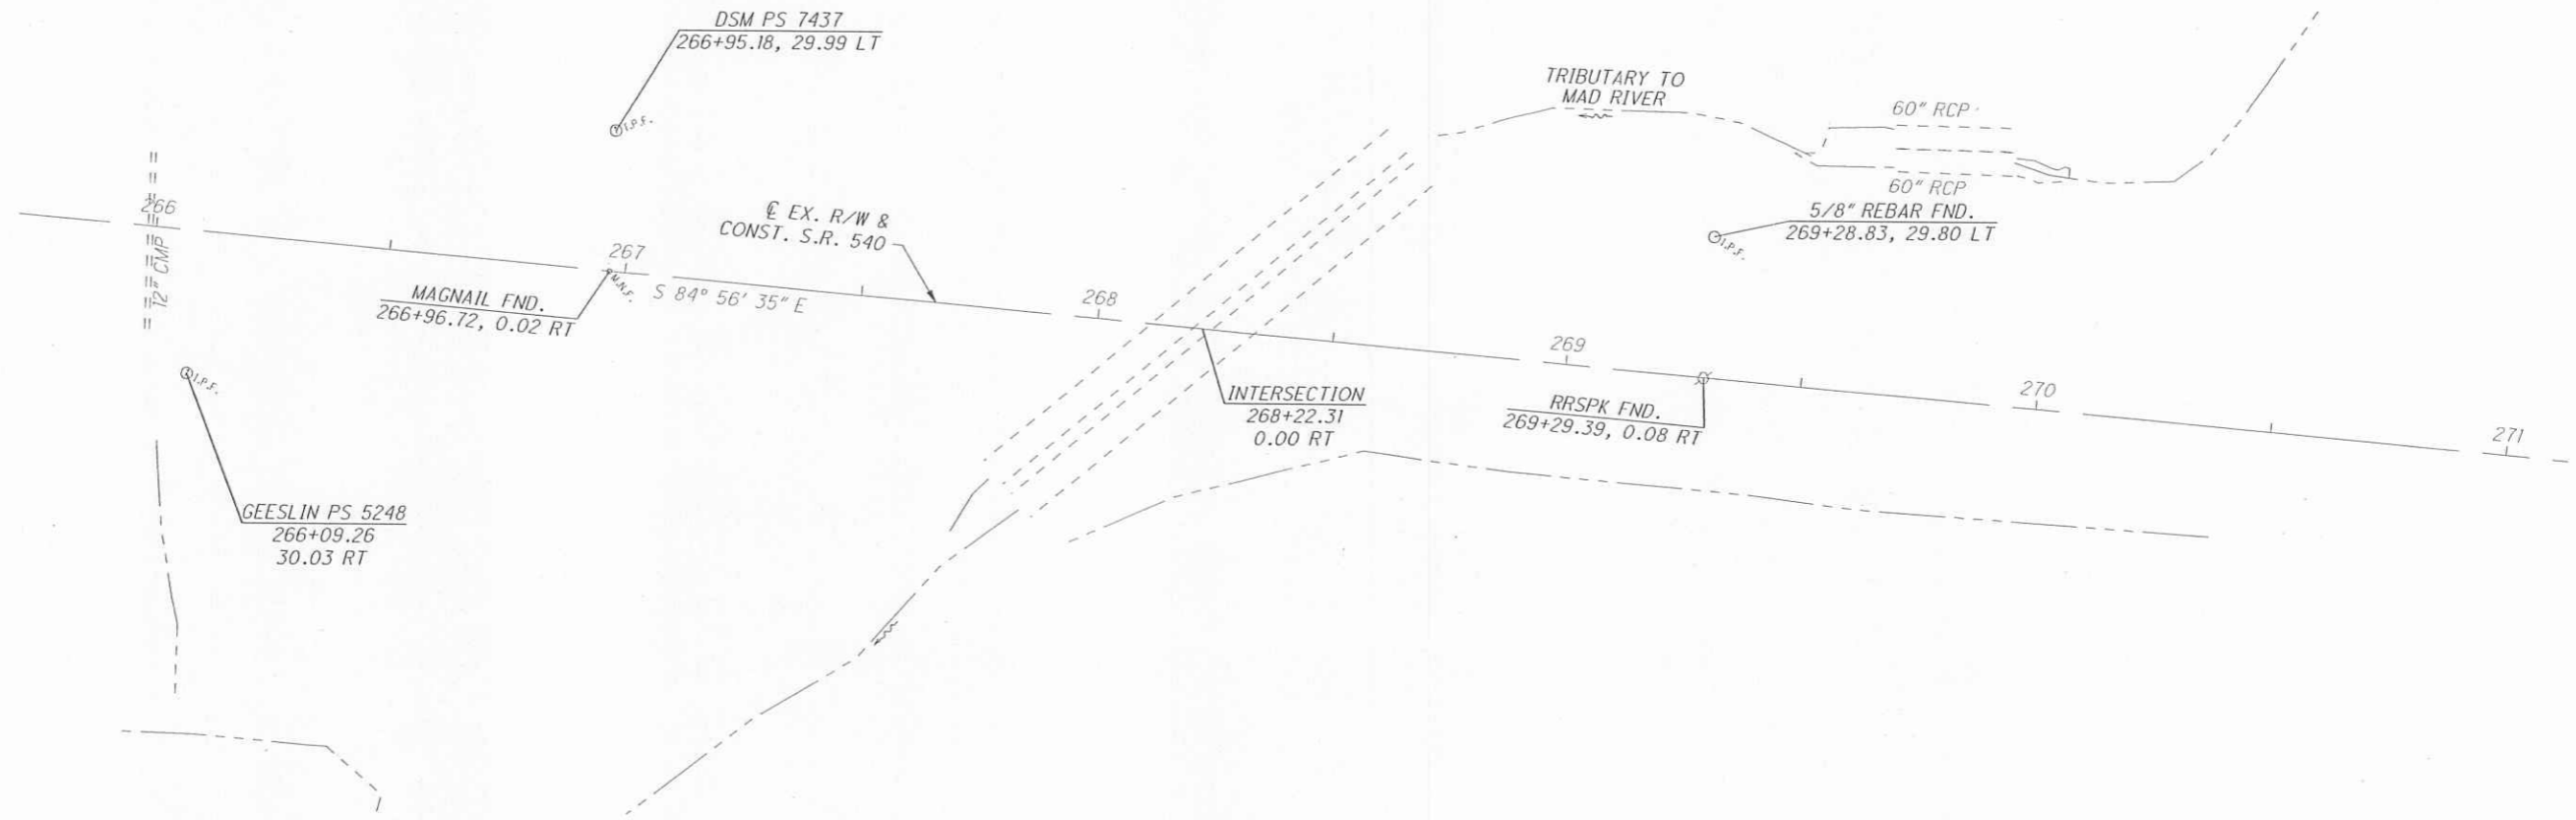 DSM PS 7437
266+95.18, 29.99 LT
I.P.F.
TRIBUTARY TO
MAD RIVER
60" RCP
60" RCP
5/8" REBAR FND.
269+28.83, 29.80 LT
I.P.F.
266
12" CMP
℄ EX. R/W &
CONST. S.R. 540
267
M.N.F.
S 84° 56' 35" E
MAGNAIL FND.
266+96.72, 0.02 RT
268
269
270
271
I.P.F.
INTERSECTION
268+22.31
0.00 RT
RRSPK FND.
269+29.39, 0.08 RT
GEESLIN PS 5248
266+09.26
30.03 RT